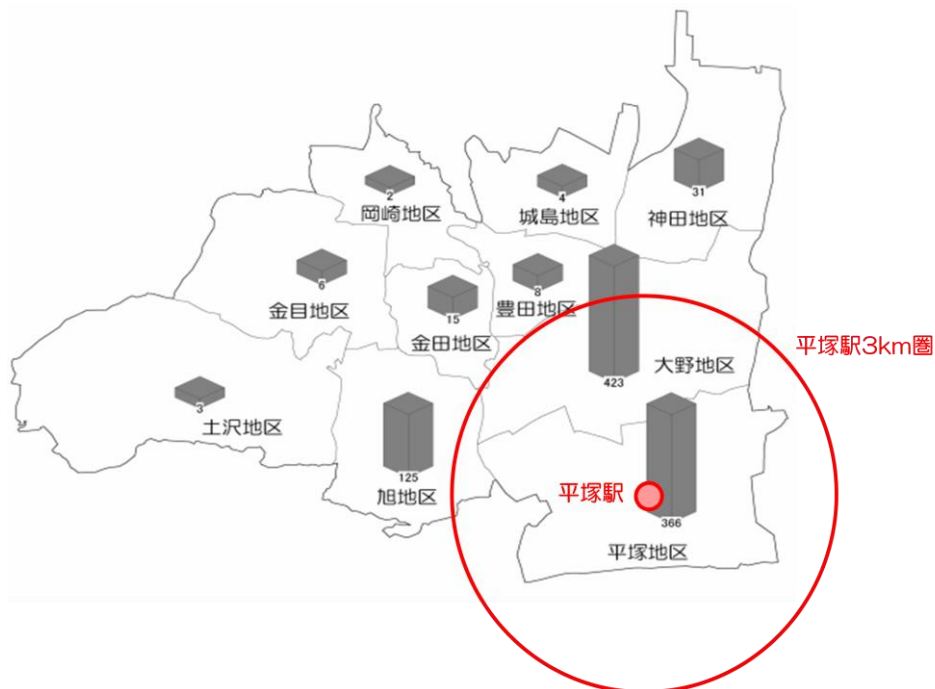 31
神田地区
2
岡崎地区
4
城島地区
6
金目地区
15
金田地区
8
豊田地区
423
大野地区
平塚駅3km圏
3
土沢地区
125
旭地区
平塚駅
366
平塚地区